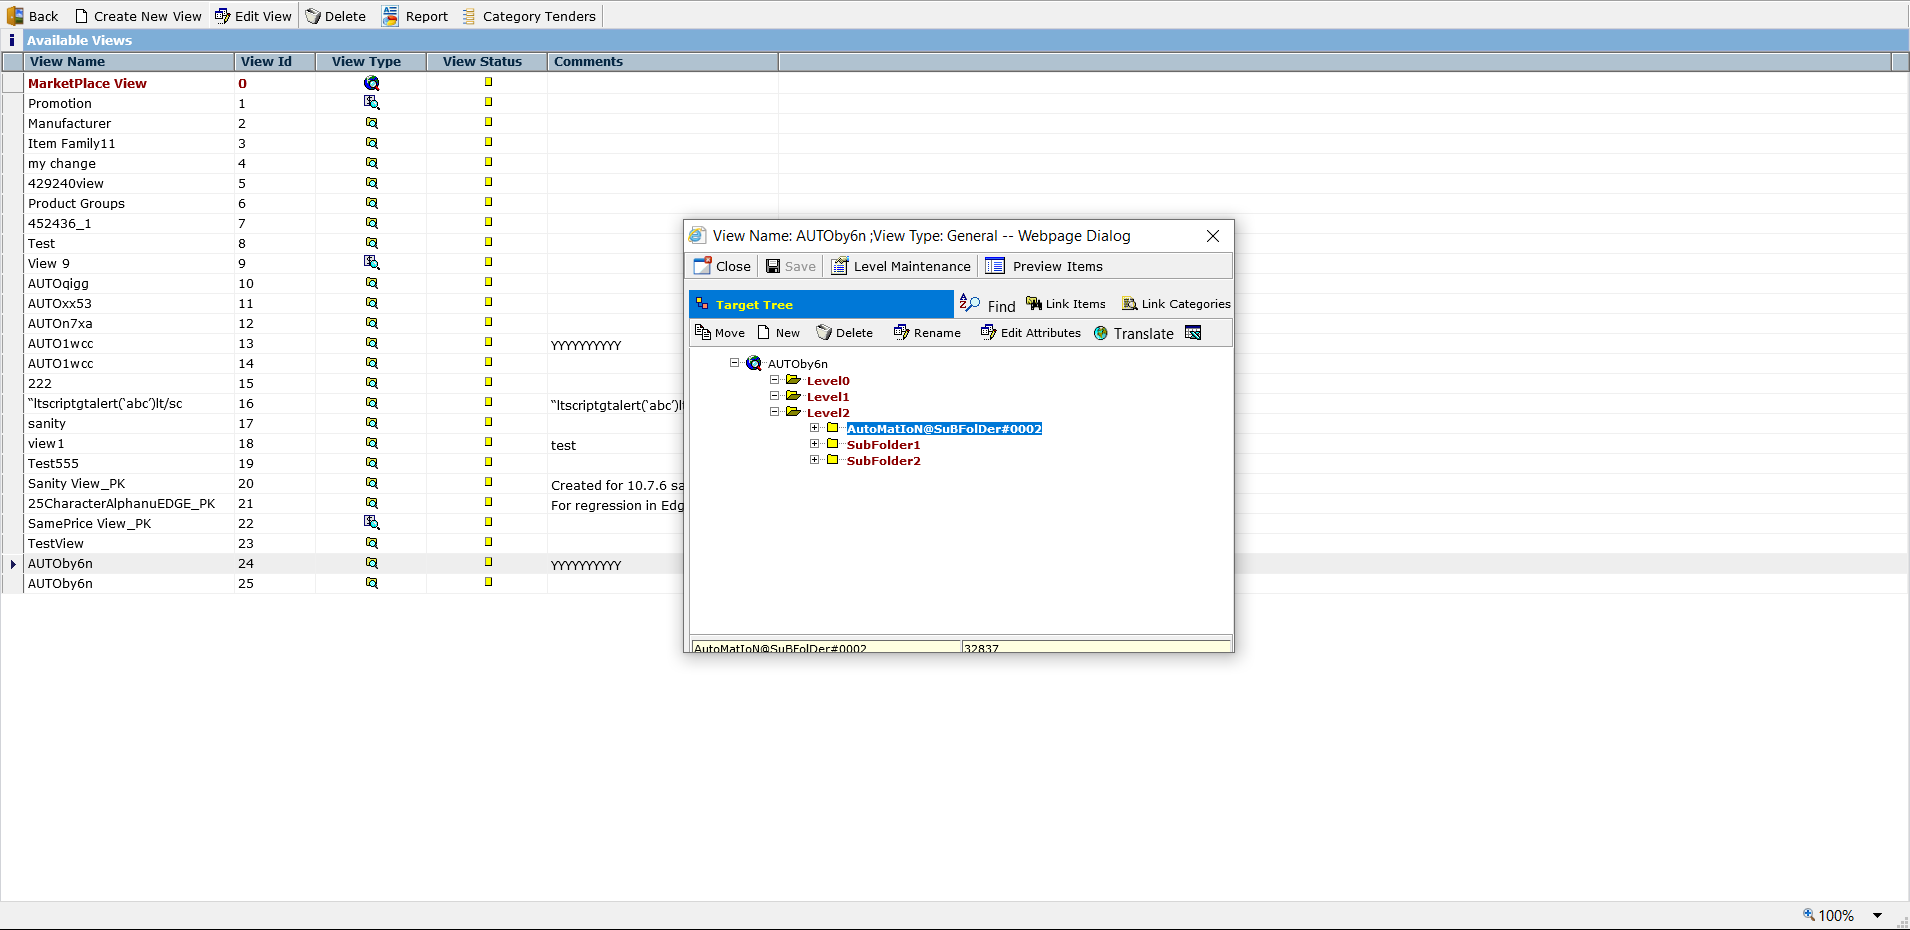 Back Create New View Edit View Delete Report Category Tenders
i Available Views
View Name View Id View Type View Status Comments
MarketPlace View 0
Promotion 1
Manufacturer 2
Item Family11 3
my change 4
429240view 5
Product Groups 6
452436_1 7
Test 8
View 9 9
AUTOqigg 10
AUTOxx53 11
AUTOn7xa 12
AUTO1wcc 13 YYYYYYYYYY
AUTO1wcc 14
222 15
“ltscriptgtalert(‘abc’)lt/sc 16 “ltscriptgtalert(‘abc’)lt
sanity 17
view1 18 test
Test555 19
Sanity View_PK 20 Created for 10.7.6 sa
25CharacterAlphanuEDGE_PK 21 For regression in Edg
SamePrice View_PK 22
TestView 23
AUTOby6n 24 YYYYYYYYYY
AUTOby6n 25
View Name: AUTOby6n ;View Type: General -- Webpage Dialog
Close Save Level Maintenance Preview Items
Target Tree Find Link Items Link Categories
Move New Delete Rename Edit Attributes Translate
AUTOby6n
Level0
Level1
Level2
AutoMatIoN@SuBFolDer#0002
SubFolder1
SubFolder2
AutoMatIoN@SuBFolDer#0002 32837
100%